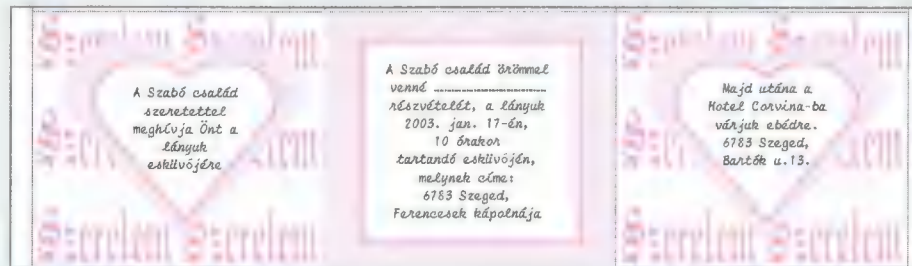 Szerelem Szerelem
A Szabó család
szeretettel
meghívja Önt a
lányuk
esküvőjére
Szerelem Szerelem
A Szabó család örömmel
venné ........................
részvételét, a lányuk
2003. jan. 17-én,
10 órakor
tartandó esküvőjén,
melynek címe:
6783 Szeged,
Ferencesek kápolnája
Szerelem Szerelem
Majd utána a
Hotel Corvina-ba
várjuk ebédre.
6783 Szeged,
Bartók u.13.
Szerelem Szerelem